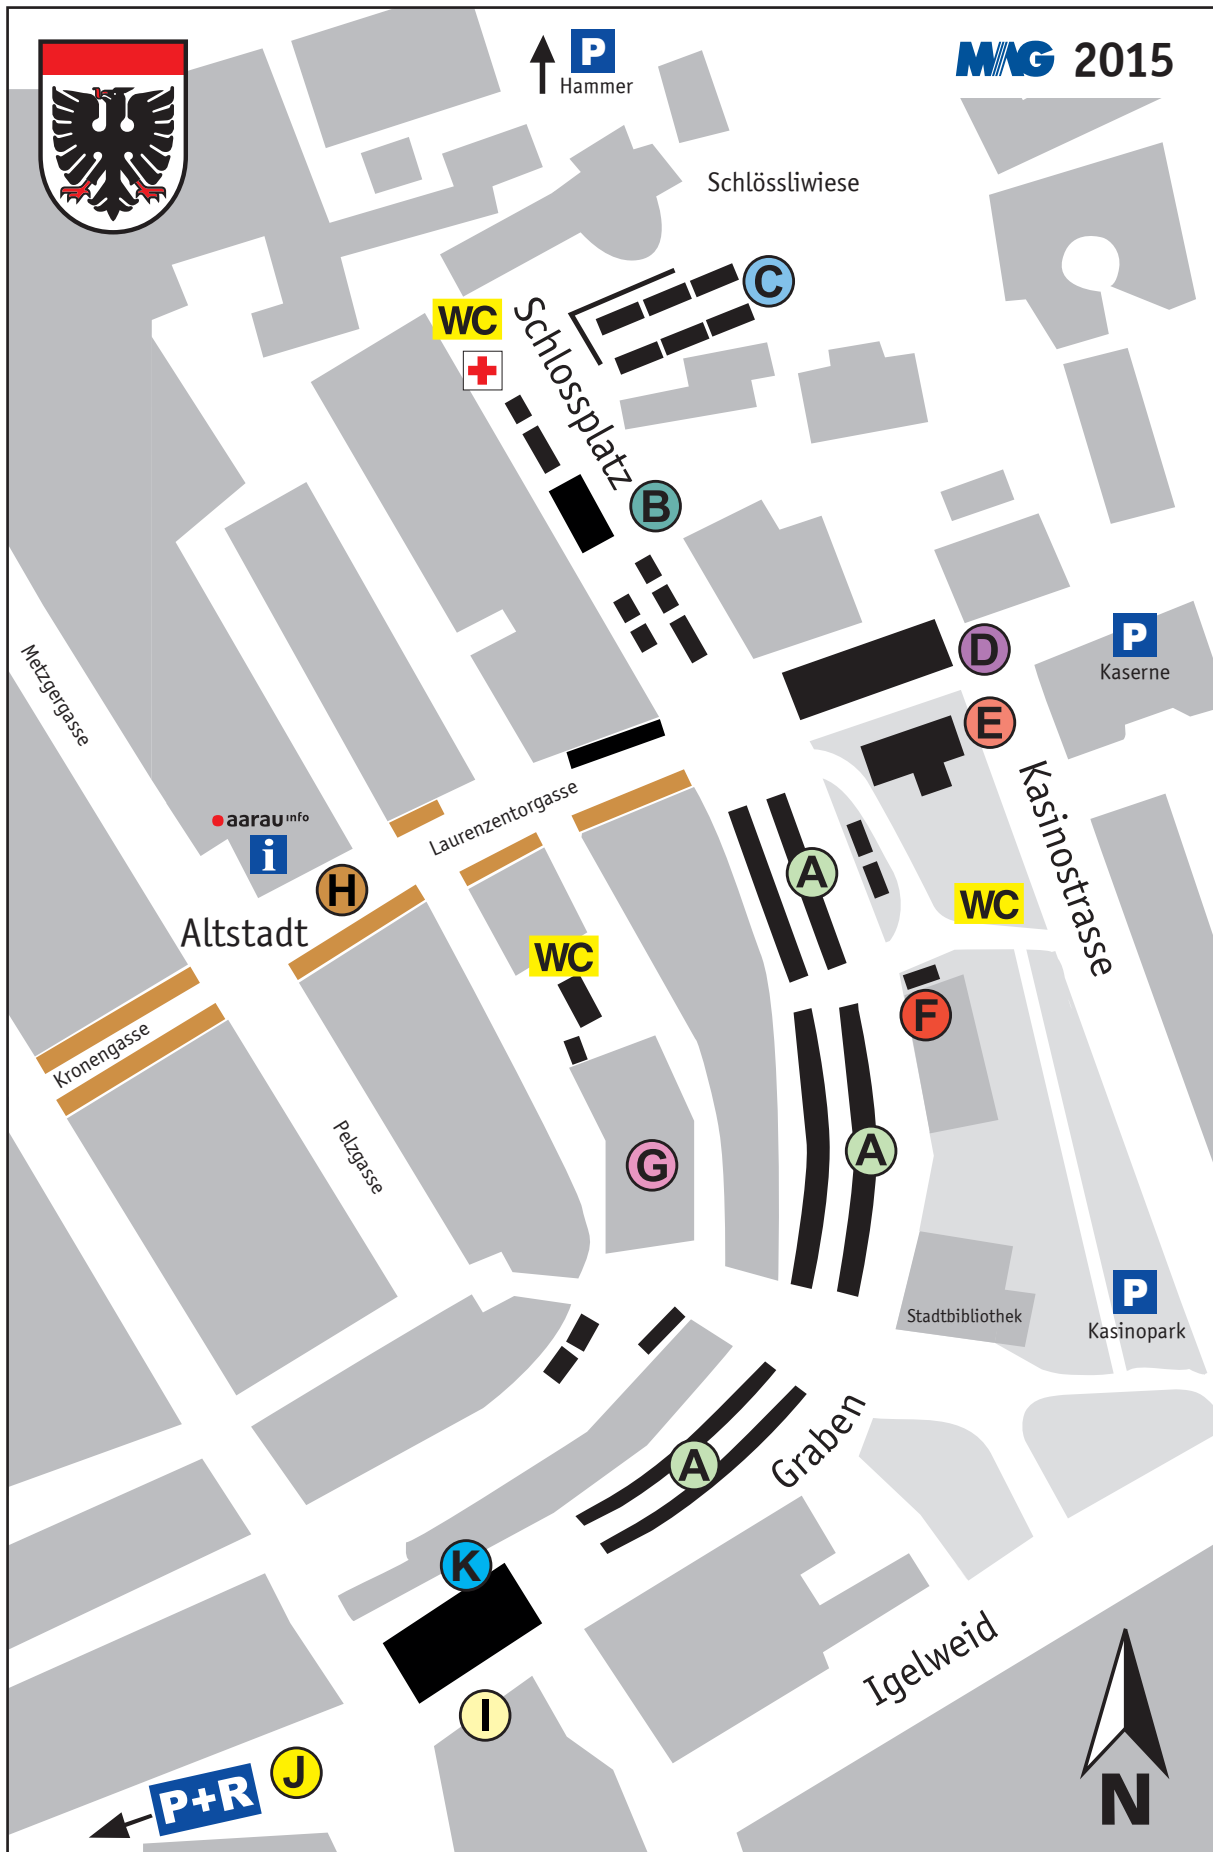 P
Hammer
MAG 2015
Schlössliwiese
C
WC
Schlossplatz
B
D
P
Kaserne
E
Metzgergasse
Kasinostrasse
aarau info
i
Laurenzentorgasse
A
H
WC
Altstadt
WC
F
Kronengasse
Pelzgasse
G
A
P
Kasinopark
Stadtbibliothek
Graben
A
K
Igelweid
I
J
P+R
N